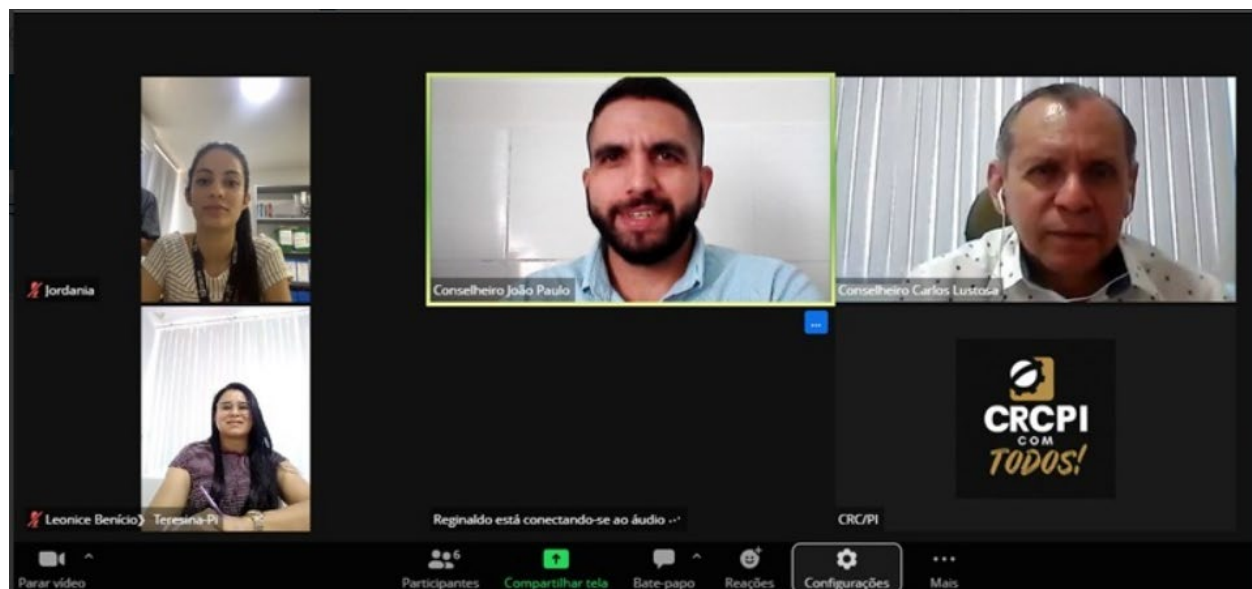 Jordania
Conselheiro João Paulo
Conselheiro Carlos Lustosa
CRCPI
COM
TODOS!
Leonice Benício} Teresina-Pi
Reginaldo está conectando-se ao áudio
CRC/PI
6
Parar vídeo
Participantes
Compartilhar tela
Bate-papo
Reações
Configurações
Mais